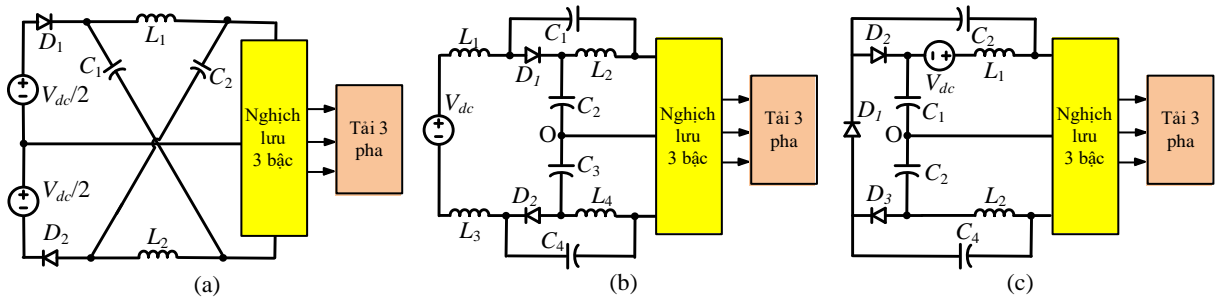 D1
L1
C1
C2
Vdc/2
Vdc/2
D2
L2
Nghịch
lưu
3 bậc
Tải 3
pha
(a)
C1
L1
D1
L2
Vdc
C2
O
C3
D2
L4
L3
C4
Nghịch
lưu
3 bậc
Tải 3
pha
(b)
D2
C2
Vdc
L1
D1
C1
O
C2
D3
L2
C4
Nghịch
lưu
3 bậc
Tải 3
pha
(c)